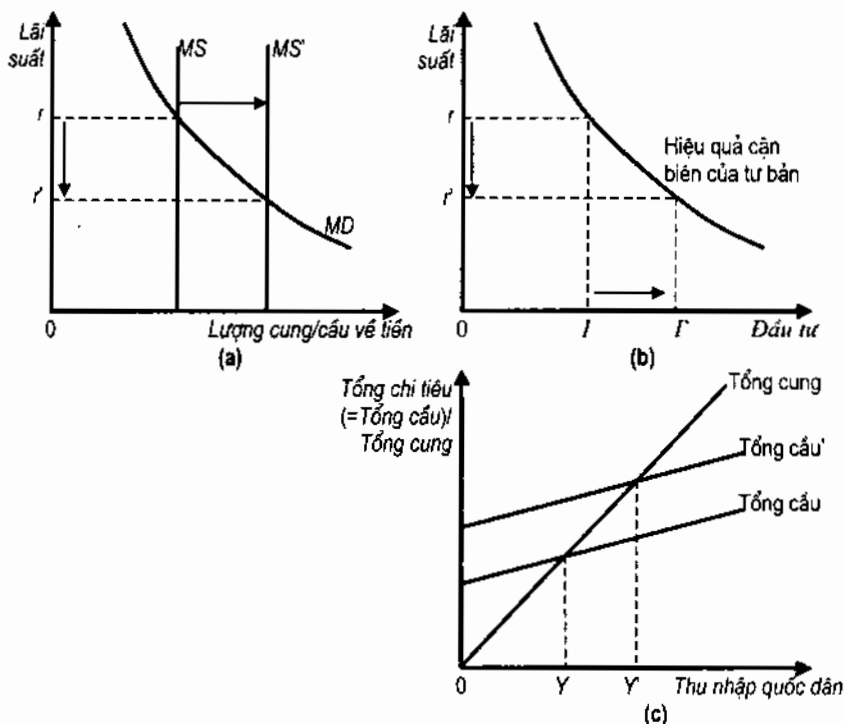 Lãi
suất
MS
MS'
r
r'
MD
0
Lượng cung/cầu về tiền
(a)
Lãi
suất
r
r'
Hiệu quả cận
biên của tư bản
0
I
I'
Đầu tư
(b)
Tổng chi tiêu
(=Tổng cầu)/
Tổng cung
Tổng cung
Tổng cầu'
Tổng cầu
0
Y
Y'
Thu nhập quốc dân
(c)